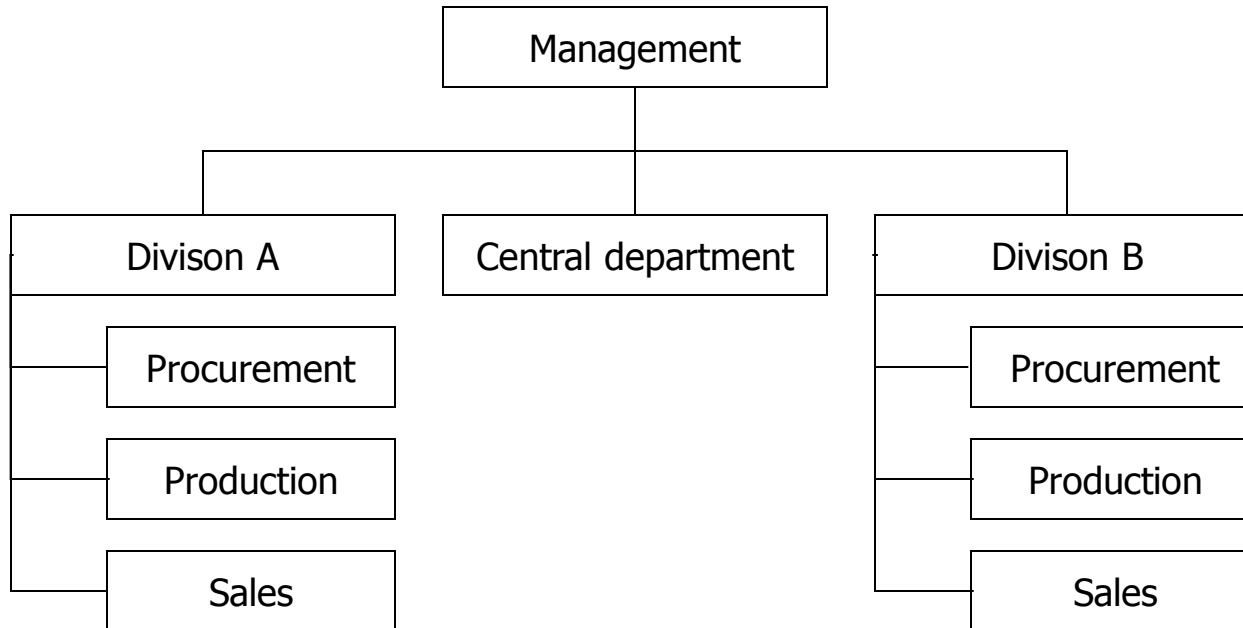 Management
Divison A
Central department
Divison B
Procurement
Procurement
Production
Production
Sales
Sales